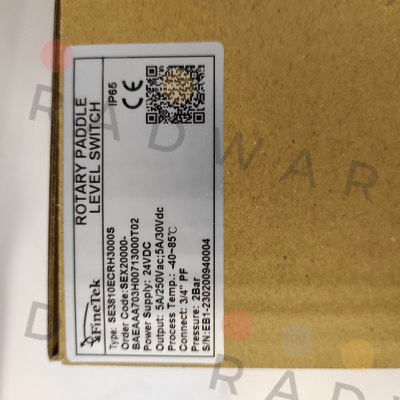 ROTARY PADDLE
LEVEL SWITCH
IP65
CE
FineTek
Type: SE3810ECRH3000S
Order Code:SEX20000-
BAEAAA703H00713000T02
Power Supply: 24VDC
Output: 5A/250Vac;5A/30Vdc
Process Temp.: -40~85℃
Connect: 3/4" PF
Pressure: 2Bar
S/N:EB1-230200940004
RADWAR
RADWAR